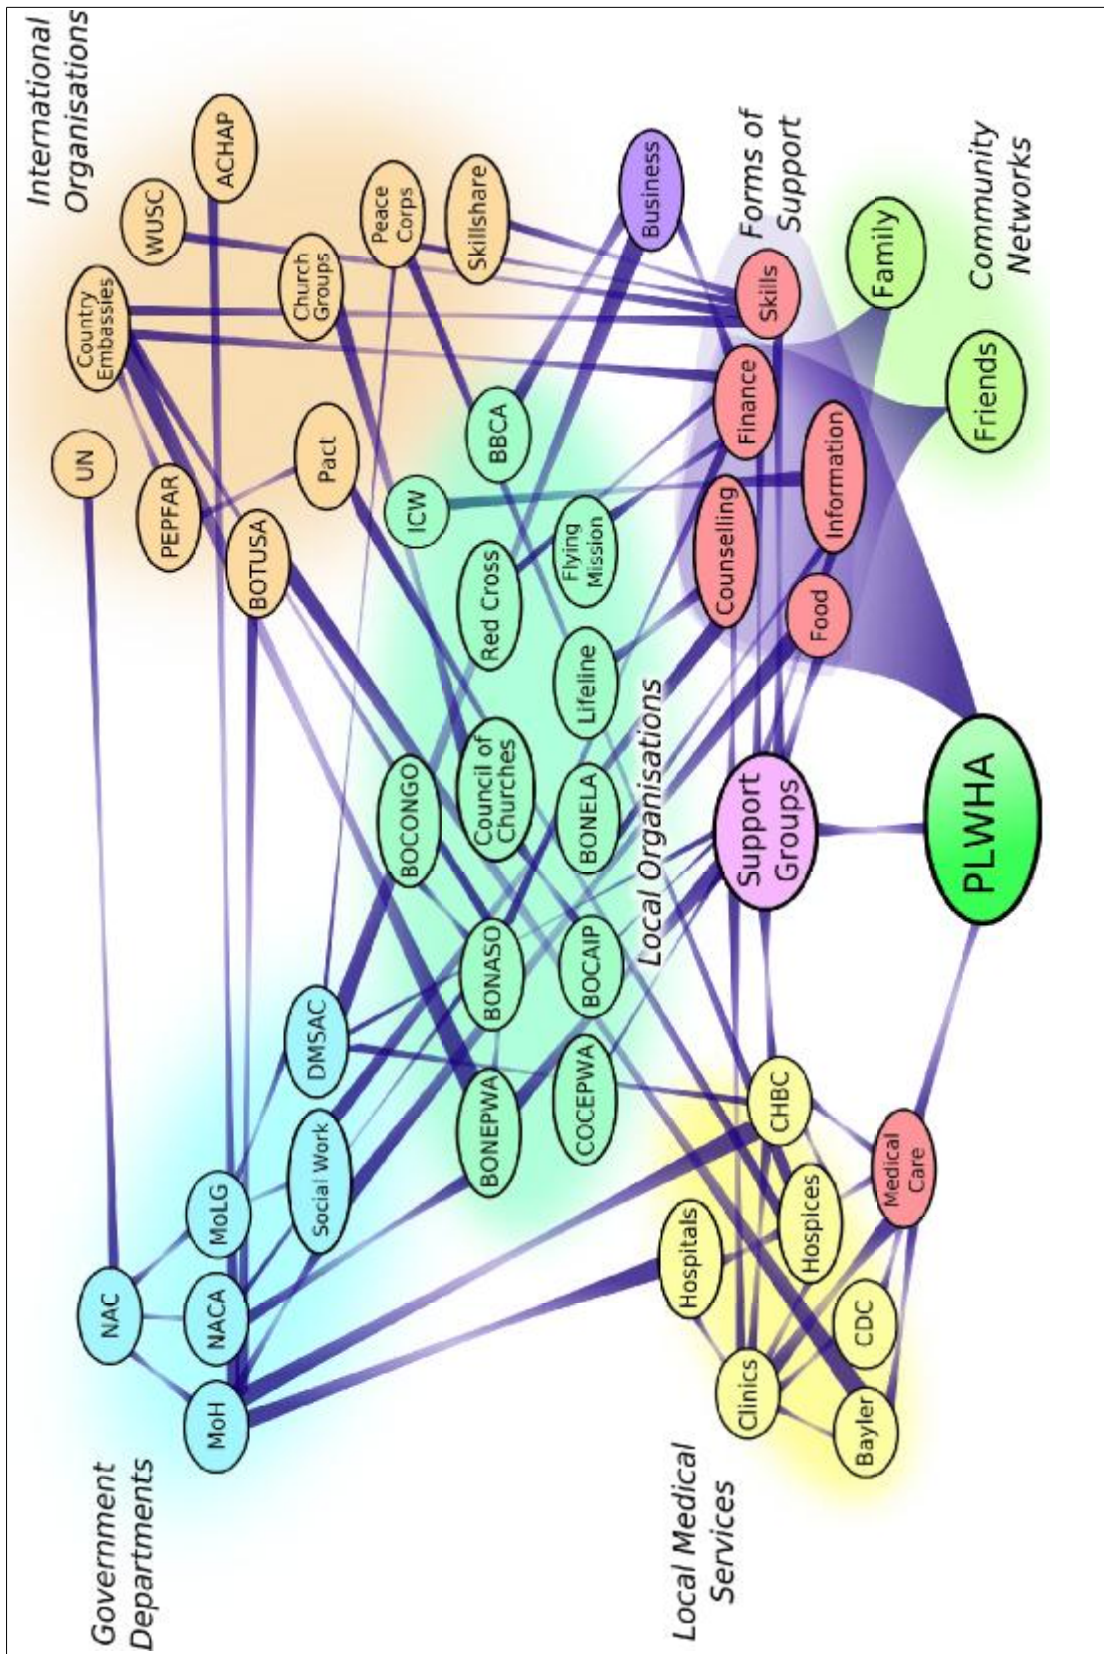 Government
Departments
International
Organisations
NAC
UN
Country
Embassies
WUSC
PEPFAR
MoH
NACA
MoLG
BOTUSA
ACHAP
Social Work
DMSAC
Pact
Church
Groups
Peace
Corps
BOCONGO
ICW
BONEPWA
BONASO
Council of
Churches
Red Cross
BBCA
Skillshare
COCEPWA
BOCAIP
BONELA
Lifeline
Flying
Mission
Local Organisations
Business
Local Medical
Services
Hospitals
Forms of
Support
Clinics
CHBC
Support
Groups
Counselling
Finance
Skills
Hospices
Food
Information
Bayler
CDC
Medical
Care
Family
PLWHA
Friends
Community
Networks